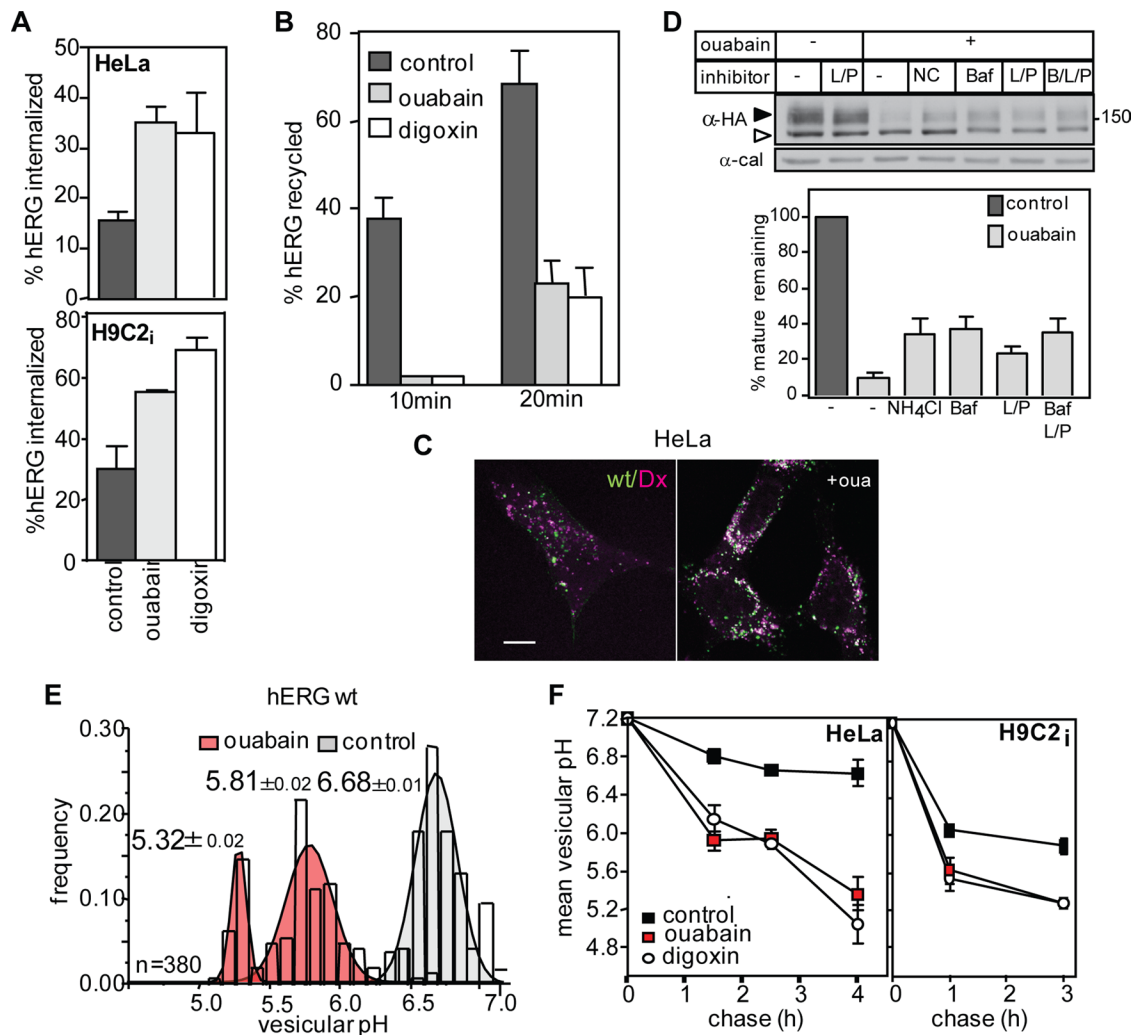 A
50
HeLa
40
30
20
10
0
% hERG internalized
80
H9C2i
60
40
20
0
%hERG internalized
control
ouabain
digoxin
B
80
control
ouabain
digoxin
60
40
20
0
% hERG recycled
10min
20min
C
HeLa
wt/Dx
+oua
D
ouabain - +
inhibitor - L/P - NC Baf L/P B/L/P
α-HA
150
α-cal
control
ouabain
100
80
60
40
20
0
% mature remaining
- - NH4Cl Baf L/P Baf
L/P
E
hERG wt
0.30
ouabain control
5.81±0.02 6.68±0.01
0.20
5.32±0.02
0.10
n=380
0.00
frequency
5.0 5.5 6.0 6.5 7.0
vesicular pH
F
7.2
HeLa
H9C2i
6.8
6.4
6.0
5.6
5.2
4.8
mean vesicular pH
control
ouabain
digoxin
0 1 2 3 4
chase (h)
0 1 2 3
chase (h)